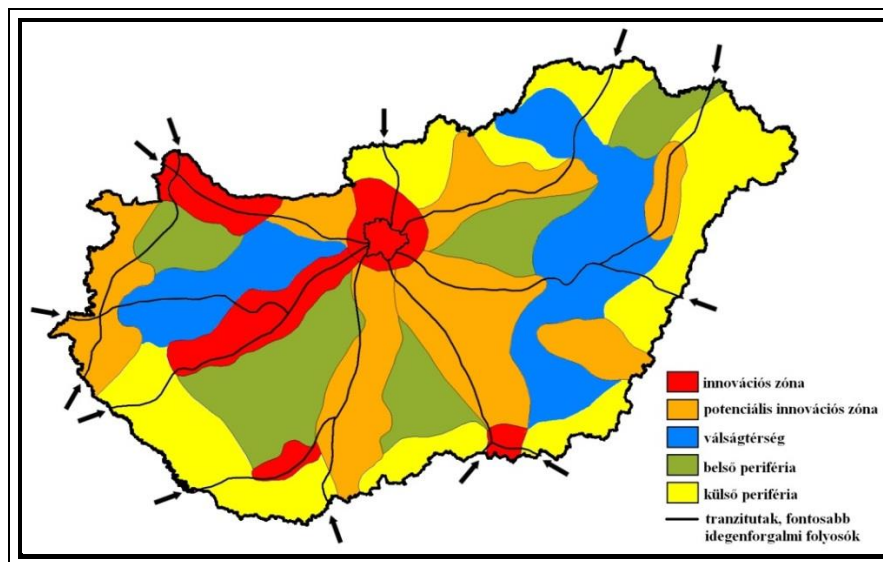 innovációs zóna
potenciális innovációs zóna
válságtérség
belső periféria
külső periféria
tranzitutak, fontosabb
idegenforgalmi folyosók